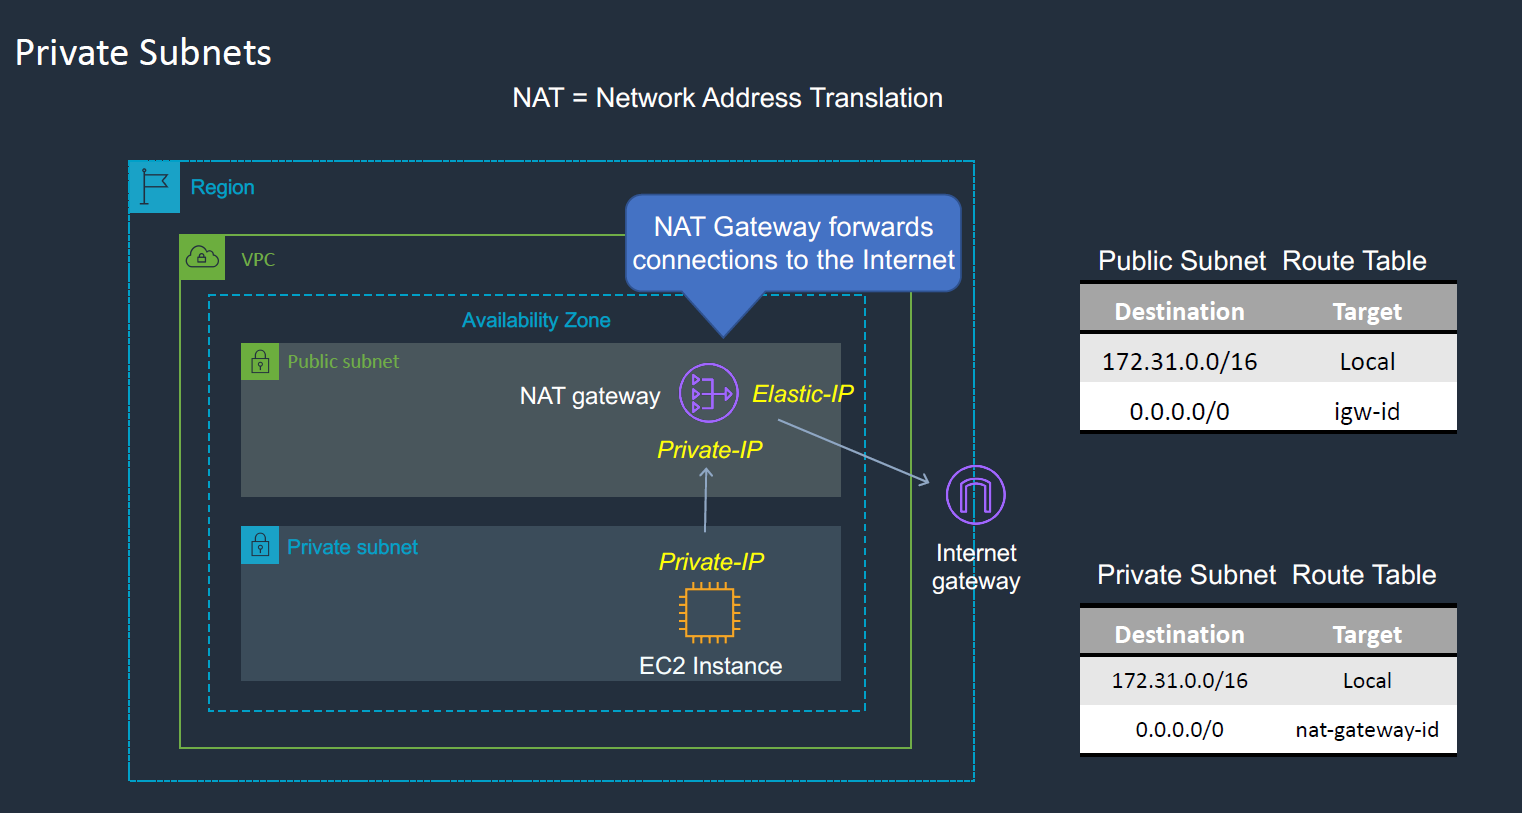 Private Subnets
NAT = Network Address Translation
Region
NAT Gateway forwards
connections to the Internet
VPC
Availability Zone
Public subnet
NAT gateway
Elastic-IP
Private-IP
Private subnet
Private-IP
EC2 Instance
Internet
gateway
Public Subnet Route Table
Destination Target
172.31.0.0/16 Local
0.0.0.0/0 igw-id
Private Subnet Route Table
Destination Target
172.31.0.0/16 Local
0.0.0.0/0 nat-gateway-id